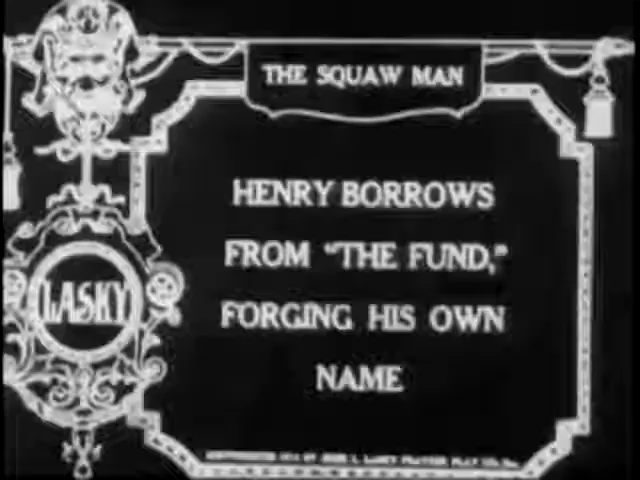 THE SQUAW MAN
HENRY BORROWS
FROM "THE FUND,"
FORGING HIS OWN
NAME
LASKY